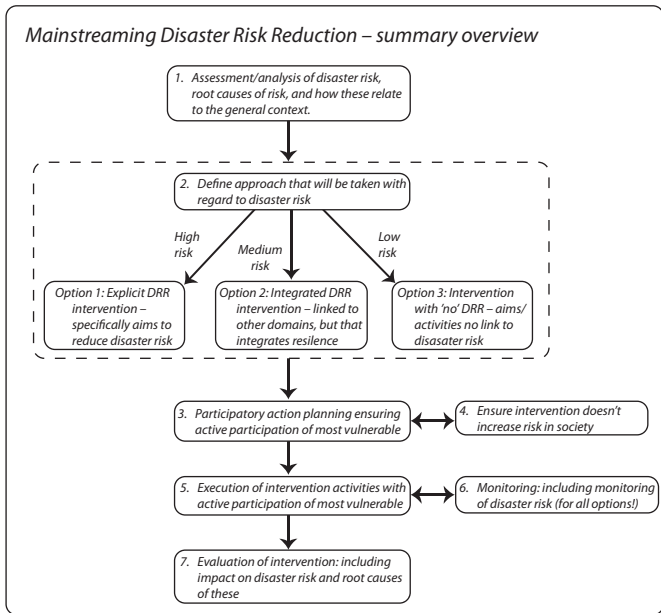 Mainstreaming Disaster Risk Reduction – summary overview
1. Assessment/analysis of disaster risk,
root causes of risk, and how these relate
to the general context.
2. Define approach that will be taken with
regard to disaster risk
High
risk
Medium
risk
Low
risk
Option 1: Explicit DRR
intervention –
specifically aims to
reduce disaster risk
Option 2: Integrated DRR
intervention – linked to
other domains, but that
integrates resilence
Option 3: Intervention
with ‘no’ DRR – aims/
activities no link to
disasater risk
3. Participatory action planning ensuring
active participation of most vulnerable
4. Ensure intervention doesn’t
increase risk in society
5. Execution of intervention activities with
active participation of most vulnerable
6. Monitoring: including monitoring
of disaster risk (for all options!)
7. Evaluation of intervention: including
impact on disaster risk and root causes
of these